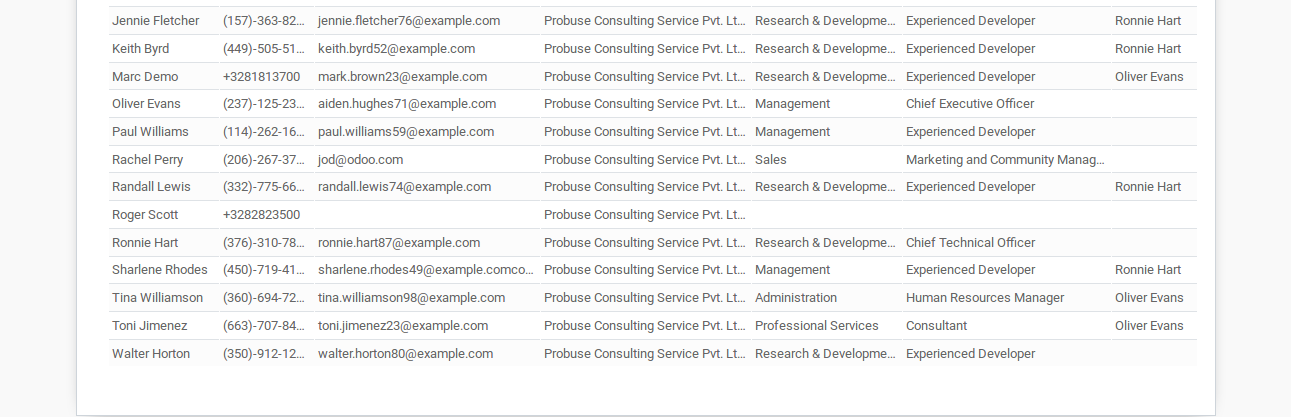 Jennie Fletcher (157)-363-82... jennie.fletcher76@example.com Probuse Consulting Service Pvt. Lt... Research & Developme... Experienced Developer Ronnie Hart
Keith Byrd (449)-505-51... keith.byrd52@example.com Probuse Consulting Service Pvt. Lt... Research & Developme... Experienced Developer Ronnie Hart
Marc Demo +3281813700 mark.brown23@example.com Probuse Consulting Service Pvt. Lt... Research & Developme... Experienced Developer Oliver Evans
Oliver Evans (237)-125-23... aiden.hughes71@example.com Probuse Consulting Service Pvt. Lt... Management Chief Executive Officer
Paul Williams (114)-262-16... paul.williams59@example.com Probuse Consulting Service Pvt. Lt... Management Experienced Developer
Rachel Perry (206)-267-37... jod@odoo.com Probuse Consulting Service Pvt. Lt... Sales Marketing and Community Manag...
Randall Lewis (332)-775-66... randall.lewis74@example.com Probuse Consulting Service Pvt. Lt... Research & Developme... Experienced Developer Ronnie Hart
Roger Scott +3282823500 Probuse Consulting Service Pvt. Lt...
Ronnie Hart (376)-310-78... ronnie.hart87@example.com Probuse Consulting Service Pvt. Lt... Research & Developme... Chief Technical Officer
Sharlene Rhodes (450)-719-41... sharlene.rhodes49@example.comco... Probuse Consulting Service Pvt. Lt... Management Experienced Developer Ronnie Hart
Tina Williamson (360)-694-72... tina.williamson98@example.com Probuse Consulting Service Pvt. Lt... Administration Human Resources Manager Oliver Evans
Toni Jimenez (663)-707-84... toni.jimenez23@example.com Probuse Consulting Service Pvt. Lt... Professional Services Consultant Oliver Evans
Walter Horton (350)-912-12... walter.horton80@example.com Probuse Consulting Service Pvt. Lt... Research & Developme... Experienced Developer